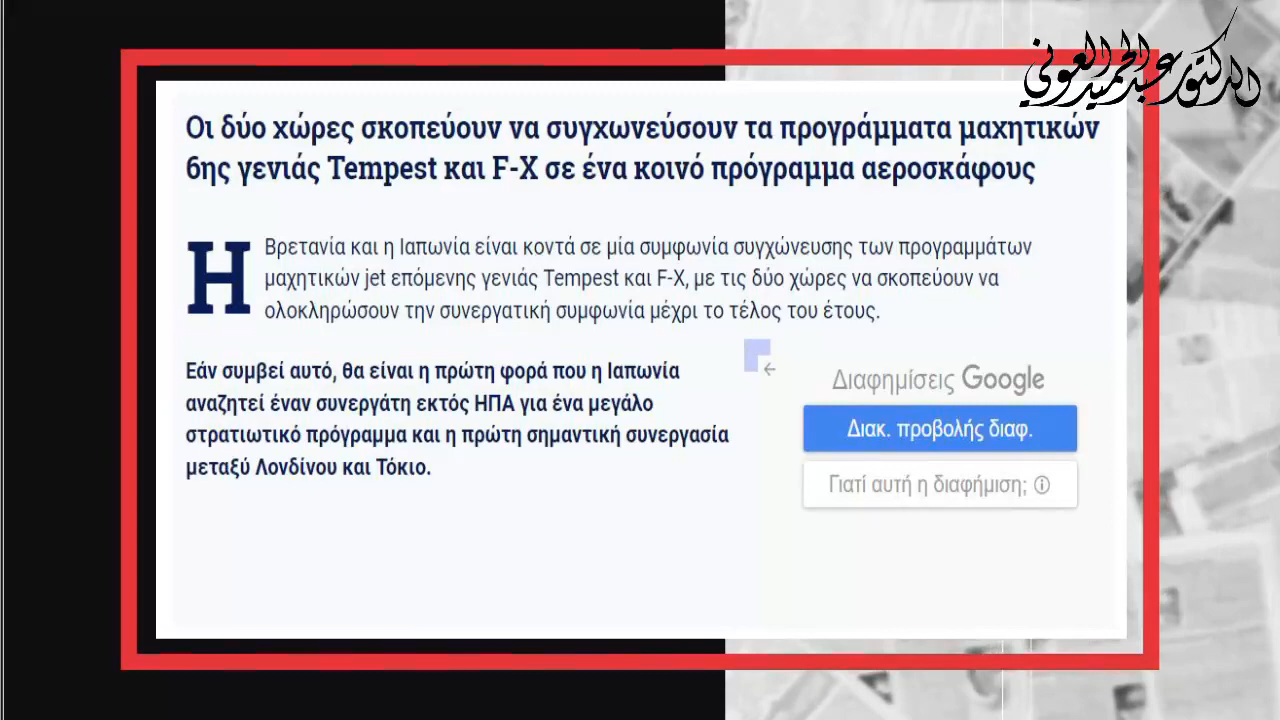 الدكتور عبد الحميد العوني
Οι δύο χώρες σκοπεύουν να συγχωνεύσουν τα προγράμματα μαχητικών
6ης γενιάς Tempest και F-X σε ένα κοινό πρόγραμμα αεροσκάφους
Η Βρετανία και η Ιαπωνία είναι κοντά σε μία συμφωνία συγχώνευσης των προγραμμάτων
μαχητικών jet επόμενης γενιάς Tempest και F-X, με τις δύο χώρες να σκοπεύουν να
ολοκληρώσουν την συνεργατική συμφωνία μέχρι το τέλος του έτους.
Εάν συμβεί αυτό, θα είναι η πρώτη φορά που η Ιαπωνία
αναζητεί έναν συνεργάτη εκτός ΗΠΑ για ένα μεγάλο
στρατιωτικό πρόγραμμα και η πρώτη σημαντική συνεργασία
μεταξύ Λονδίνου και Τόκιο.
Διαφημίσεις Google
Διακ. προβολής διαφ.
Γιατί αυτή η διαφήμιση;